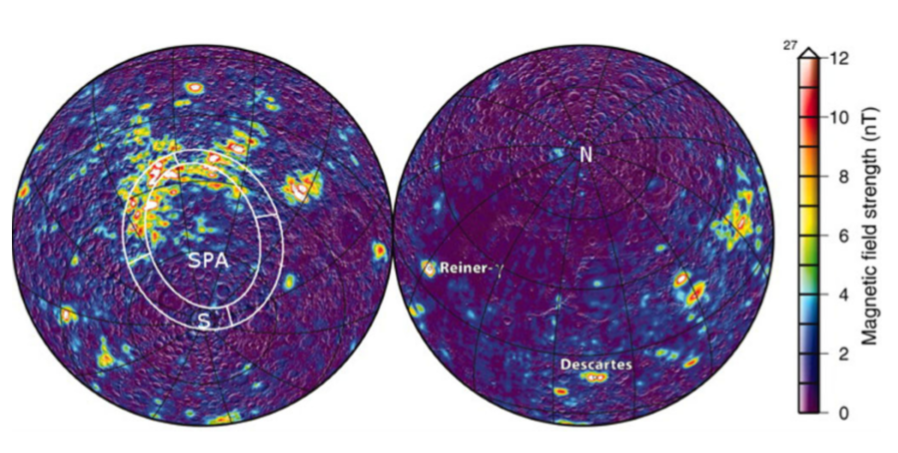 SPA
S
N
Reiner-γ
Descartes
27
12
10
8
6
4
2
0
Magnetic field strength (nT)